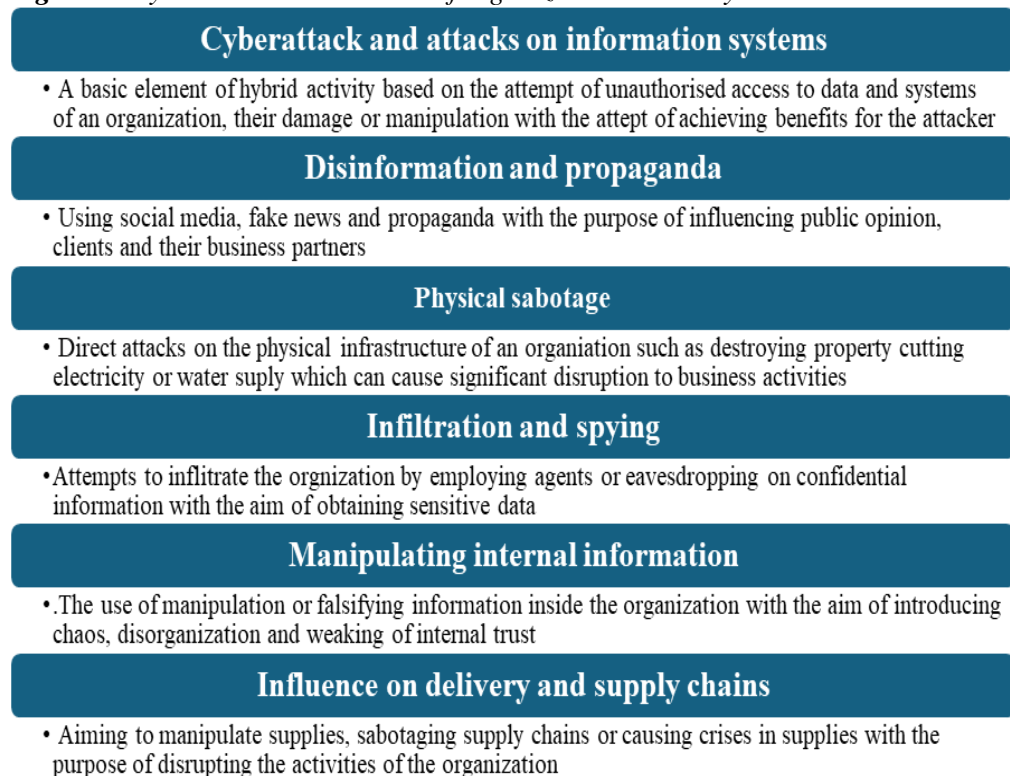 Cyberattack and attacks on information systems
• A basic element of hybrid activity based on the attempt of unauthorised access to data and systems
of an organization, their damage or manipulation with the attept of achieving benefits for the attacker
Disinformation and propaganda
• Using social media, fake news and propaganda with the purpose of influencing public opinion,
clients and their business partners
Physical sabotage
• Direct attacks on the physical infrastructure of an organiation such as destroying property cutting
electricity or water suply which can cause significant disruption to business activities
Infiltration and spying
•Attempts to inflitrate the orgnization by employing agents or eavesdropping on confidential
information with the aim of obtaining sensitive data
Manipulating internal information
•.The use of manipulation or falsifying information inside the organization with the aim of introducing
chaos, disorganization and weaking of internal trust
Influence on delivery and supply chains
• Aiming to manipulate supplies, sabotaging supply chains or causing crises in supplies with the
purpose of disrupting the activities of the organization